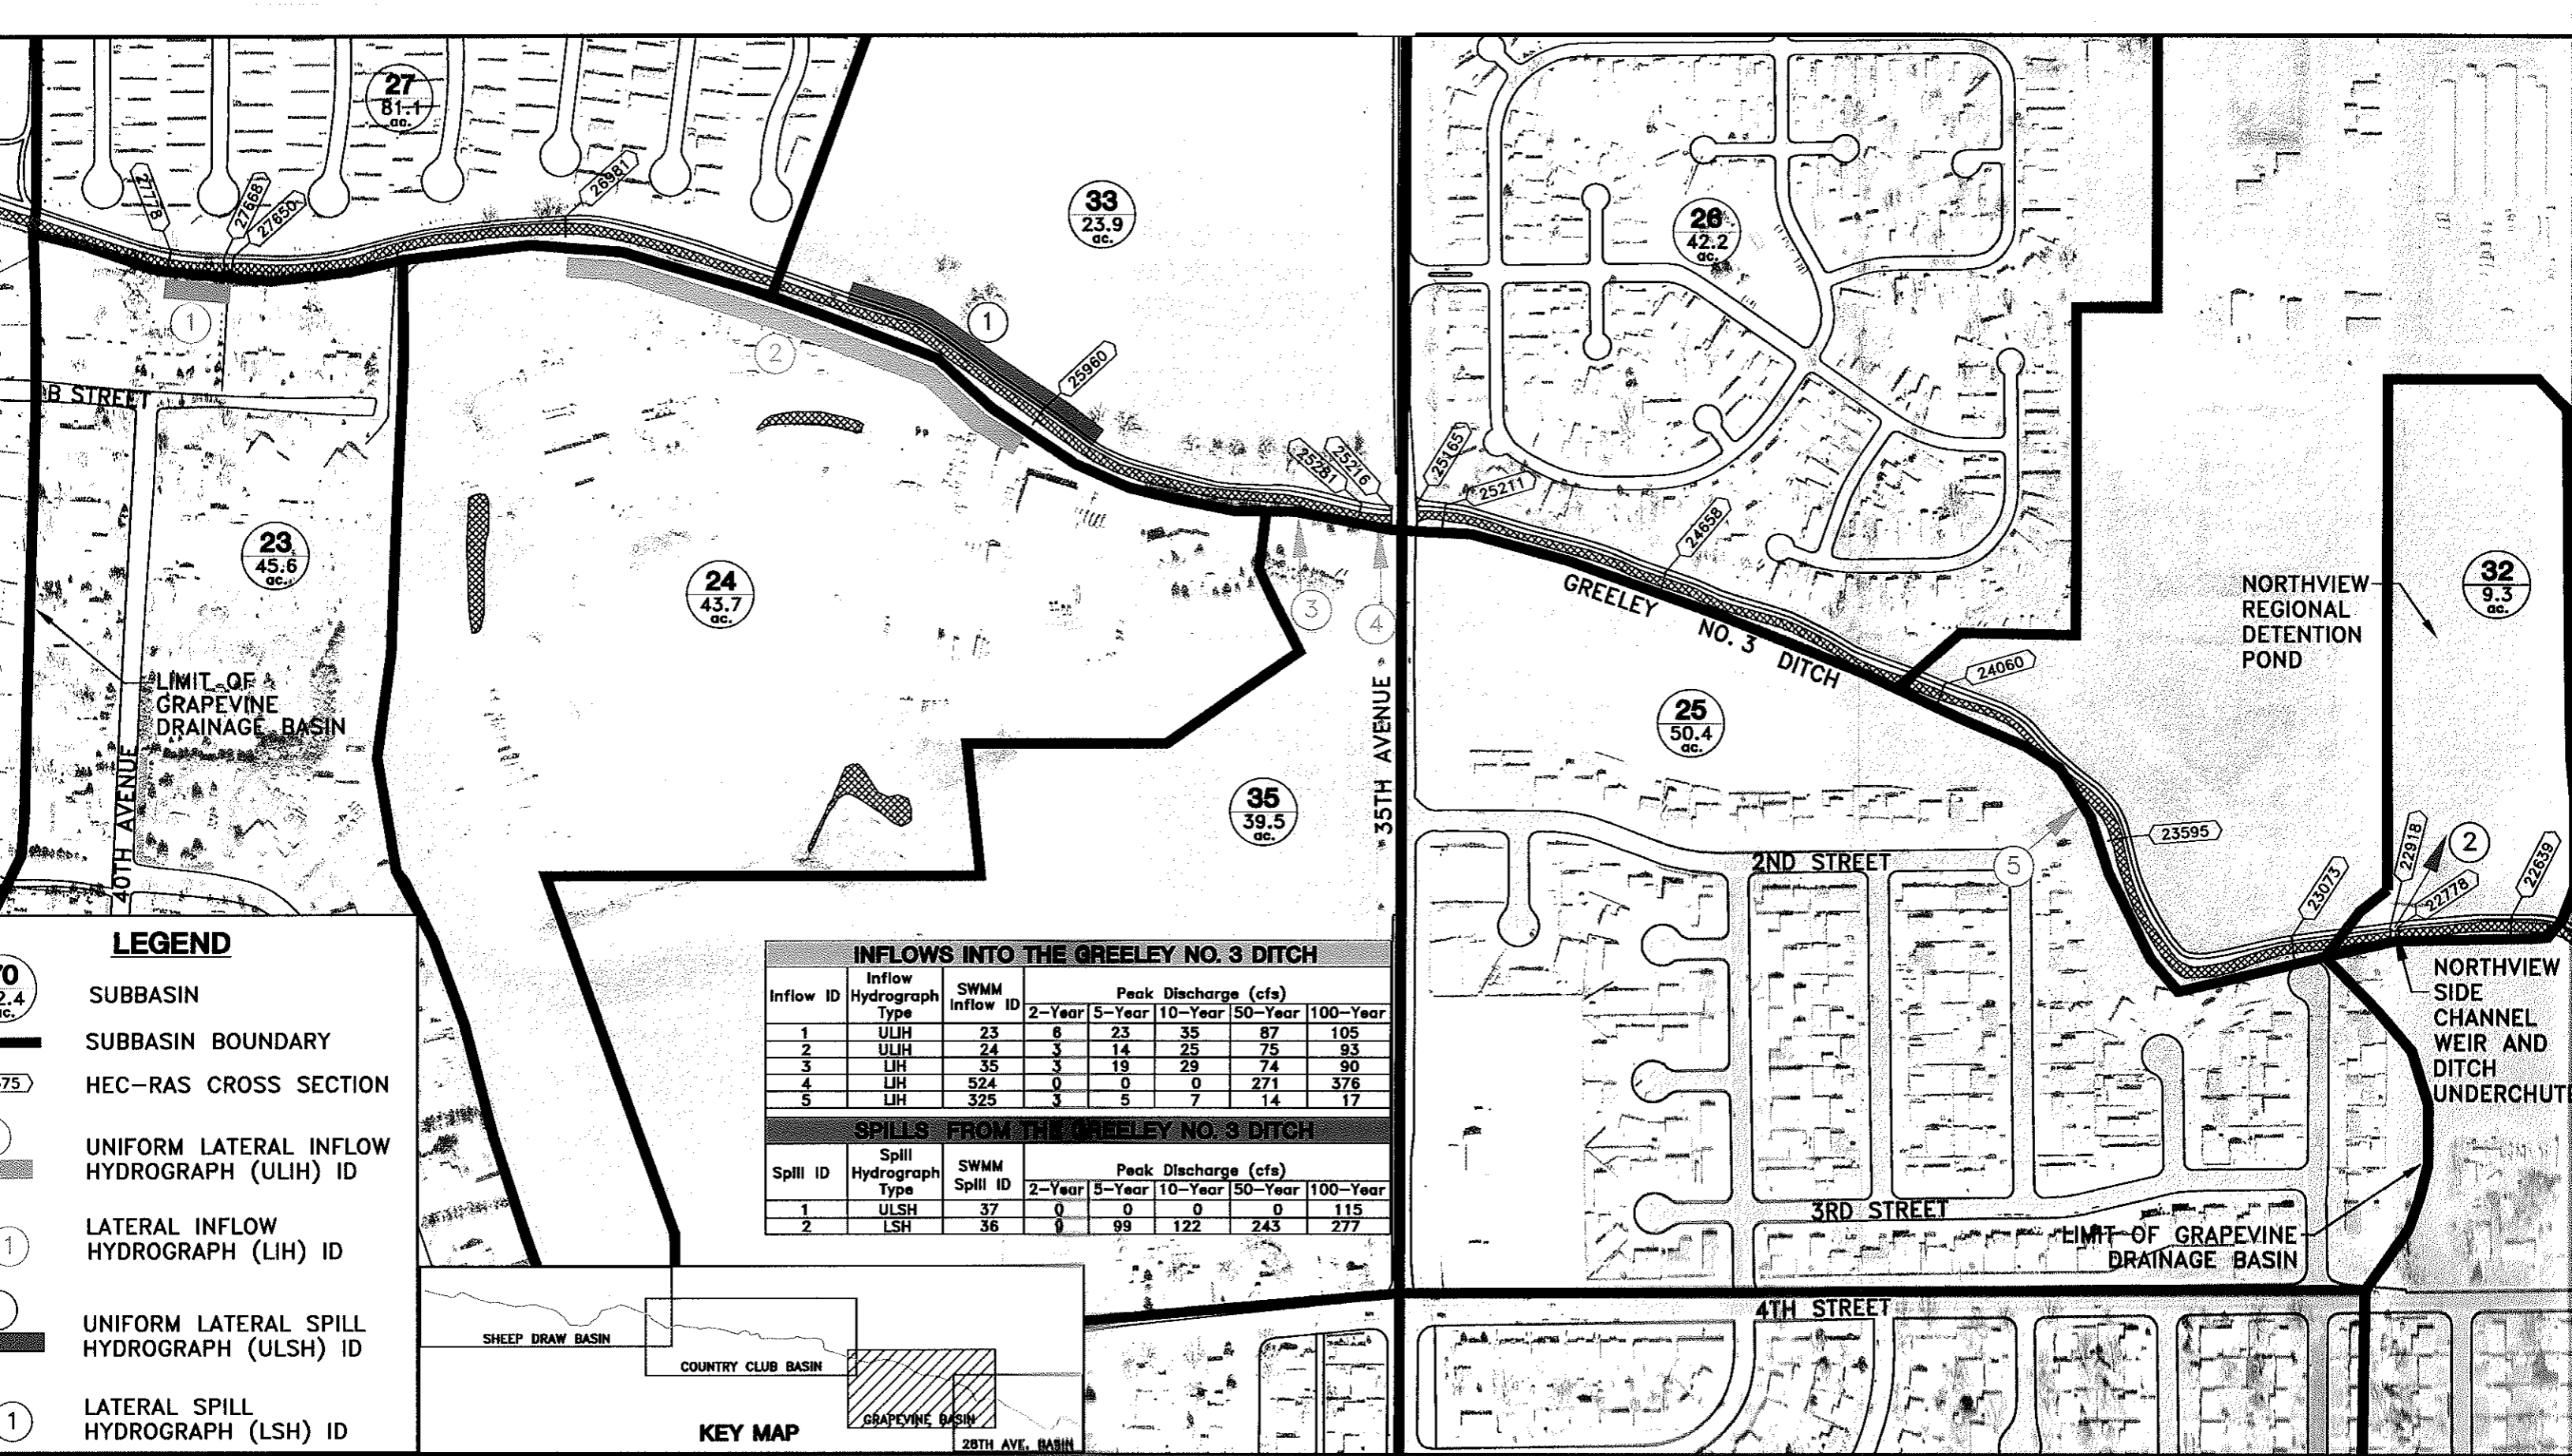 27
81.1
ac.
27778
27668
27650
26981
33
23.9
ac.
26
42.2
ac.
1
2
1
25960
B STREET
25281
25216
25165
25211
24658
23
45.6
ac.
24
43.7
ac.
3
4
GREELEY NO. 3 DITCH
24060
NORTHVIEW
REGIONAL
DETENTION
POND
32
9.3
ac.
LIMIT OF
GRAPEVINE
DRAINAGE BASIN
40TH AVENUE
35TH AVENUE
25
50.4
ac.
35
39.5
ac.
2ND STREET
5
23595
23073
22918
2
22778
22639
NORTHVIEW
SIDE
CHANNEL
WEIR AND
DITCH
UNDERCHUTE
3RD STREET
LIMIT OF GRAPEVINE
DRAINAGE BASIN
4TH STREET
LEGEND
70
2.4
ac.
SUBBASIN
SUBBASIN BOUNDARY
75
HEC-RAS CROSS SECTION
UNIFORM LATERAL INFLOW
HYDROGRAPH (ULIH) ID
1
LATERAL INFLOW
HYDROGRAPH (LIH) ID
UNIFORM LATERAL SPILL
HYDROGRAPH (ULSH) ID
1
LATERAL SPILL
HYDROGRAPH (LSH) ID
INFLOWS INTO THE GREELEY NO. 3 DITCH
Inflow ID Inflow Hydrograph Type SWMM Inflow ID Peak Discharge (cfs)
2-Year 5-Year 10-Year 50-Year 100-Year
1 ULIH 23 6 23 35 87 105
2 ULIH 24 3 14 25 75 93
3 LIH 35 3 19 29 74 90
4 LIH 524 0 0 0 271 376
5 LIH 325 3 5 7 14 17
SPILLS FROM THE GREELEY NO. 3 DITCH
Spill ID Spill Hydrograph Type SWMM Spill ID Peak Discharge (cfs)
2-Year 5-Year 10-Year 50-Year 100-Year
1 ULSH 37 0 0 0 0 115
2 LSH 36 0 99 122 243 277
SHEEP DRAW BASIN
COUNTRY CLUB BASIN
GRAPEVINE BASIN
28TH AVE. BASIN
KEY MAP